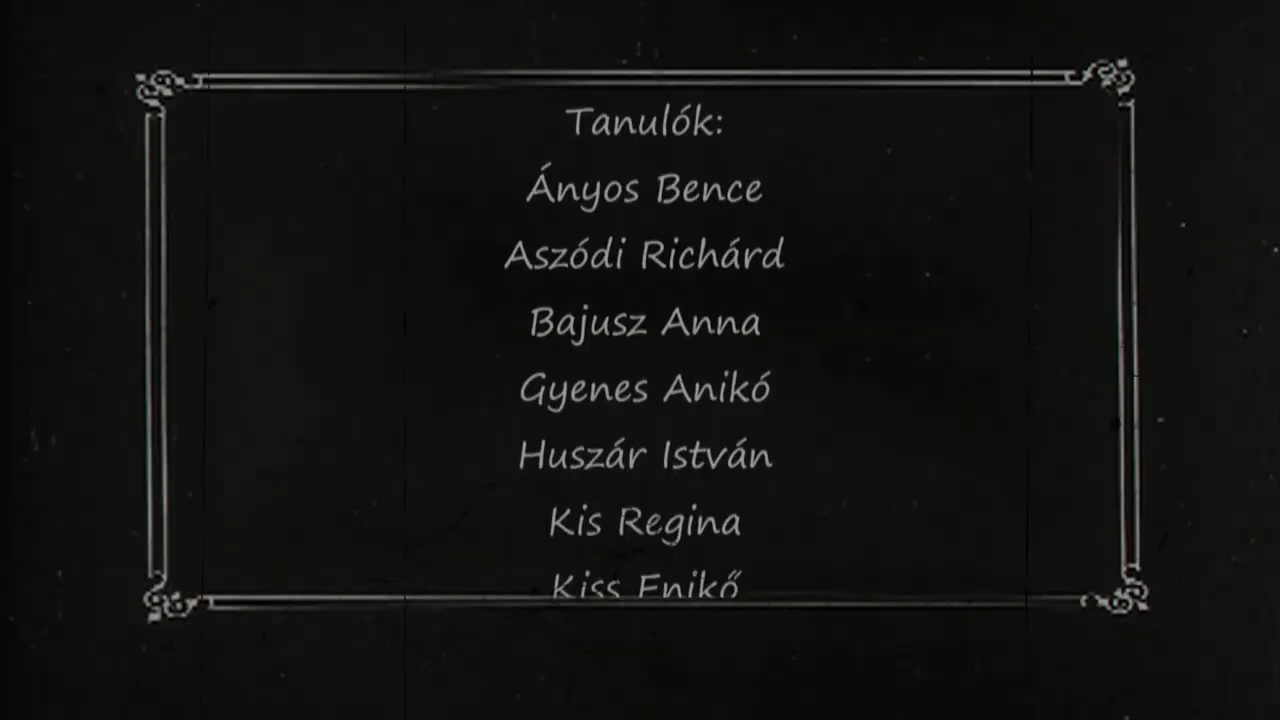 Tanulók:
Ányos Bence
Aszódi Richárd
Bajusz Anna
Gyenes Anikó
Huszár István
Kis Regina
Kiss Enikő